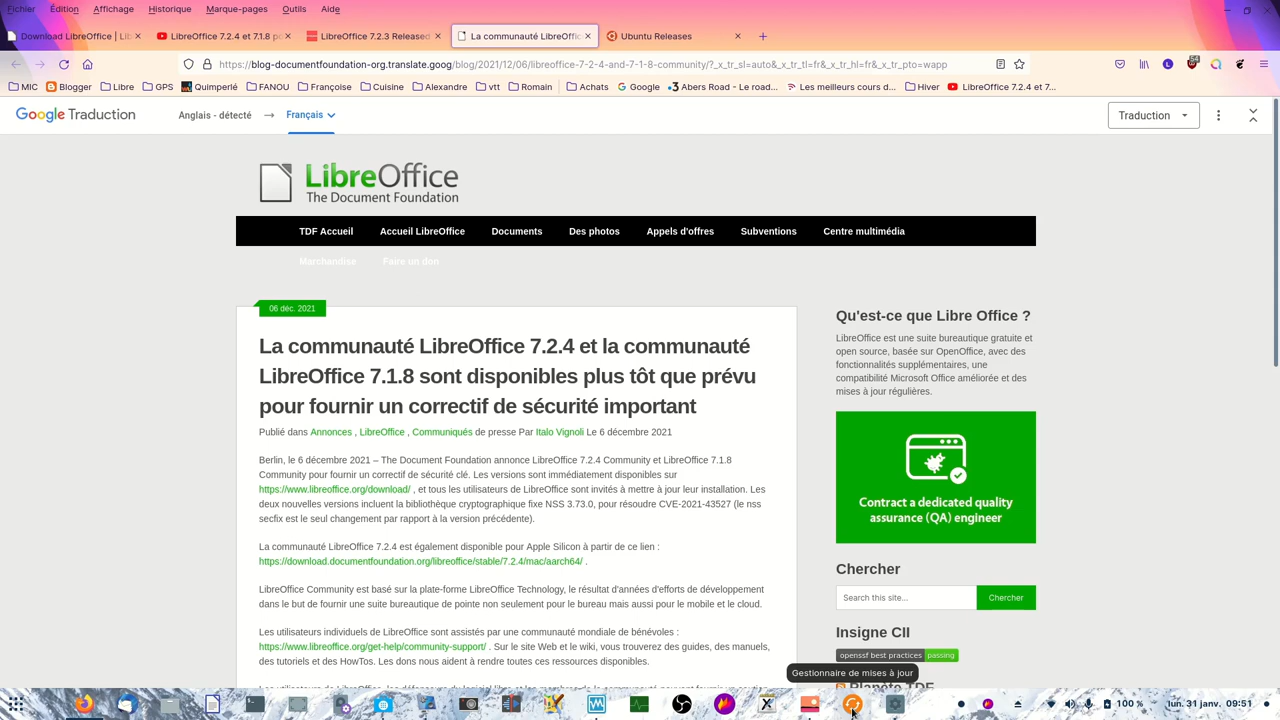 Fichier Édition Affichage Historique Marque-pages Outils Aide
Download LibreOffice | Lib
LibreOffice 7.2.4 et 7.1.8 po
LibreOffice 7.2.3 Released
La communauté LibreOffic
Ubuntu Releases
https://blog-documentfoundation-org.translate.goog/blog/2021/12/06/libreoffice-7-2-4-and-7-1-8-community/?_x_tr_sl=auto&_x_tr_tl=fr&_x_tr_hl=fr&_x_tr_pto=wapp
MIC Blogger Libre GPS Quimperlé FANOU Françoise Cuisine Alexandre vtt Romain Achats Google Abers Road - Le road... Les meilleurs cours d... Hiver LibreOffice 7.2.4 et 7...
Google Traduction Anglais - détecté → Français Traduction
LibreOffice
The Document Foundation
TDF Accueil Accueil LibreOffice Documents Des photos Appels d'offres Subventions Centre multimédia
Marchandise Faire un don
06 déc. 2021
La communauté LibreOffice 7.2.4 et la communauté
LibreOffice 7.1.8 sont disponibles plus tôt que prévu
pour fournir un correctif de sécurité important
Publié dans Annonces , LibreOffice , Communiqués de presse Par Italo Vignoli Le 6 décembre 2021
Berlin, le 6 décembre 2021 – The Document Foundation annonce LibreOffice 7.2.4 Community et LibreOffice 7.1.8
Community pour fournir un correctif de sécurité clé. Les versions sont immédiatement disponibles sur
https://www.libreoffice.org/download/ , et tous les utilisateurs de LibreOffice sont invités à mettre à jour leur installation. Les
deux nouvelles versions incluent la bibliothèque cryptographique fixe NSS 3.73.0, pour résoudre CVE-2021-43527 (le nss
secfix est le seul changement par rapport à la version précédente).
La communauté LibreOffice 7.2.4 est également disponible pour Apple Silicon à partir de ce lien :
https://download.documentfoundation.org/libreoffice/stable/7.2.4/mac/aarch64/ .
LibreOffice Community est basé sur la plate-forme LibreOffice Technology, le résultat d'années d'efforts de développement
dans le but de fournir une suite bureautique de pointe non seulement pour le bureau mais aussi pour le mobile et le cloud.
Les utilisateurs individuels de LibreOffice sont assistés par une communauté mondiale de bénévoles :
https://www.libreoffice.org/get-help/community-support/ . Sur le site Web et le wiki, vous trouverez des guides, des manuels,
des tutoriels et des HowTos. Les dons nous aident à rendre toutes ces ressources disponibles.
Qu'est-ce que Libre Office ?
LibreOffice est une suite bureautique gratuite et
open source, basée sur OpenOffice, avec des
fonctionnalités supplémentaires, une
compatibilité Microsoft Office améliorée et des
mises à jour régulières.
Contract a dedicated quality
assurance (QA) engineer
Chercher
Search this site... Chercher
Insigne CII
openssf best practices passing
Gestionnaire de mises à jour
Planète TDF
100 % lun. 31 janv. 09:51